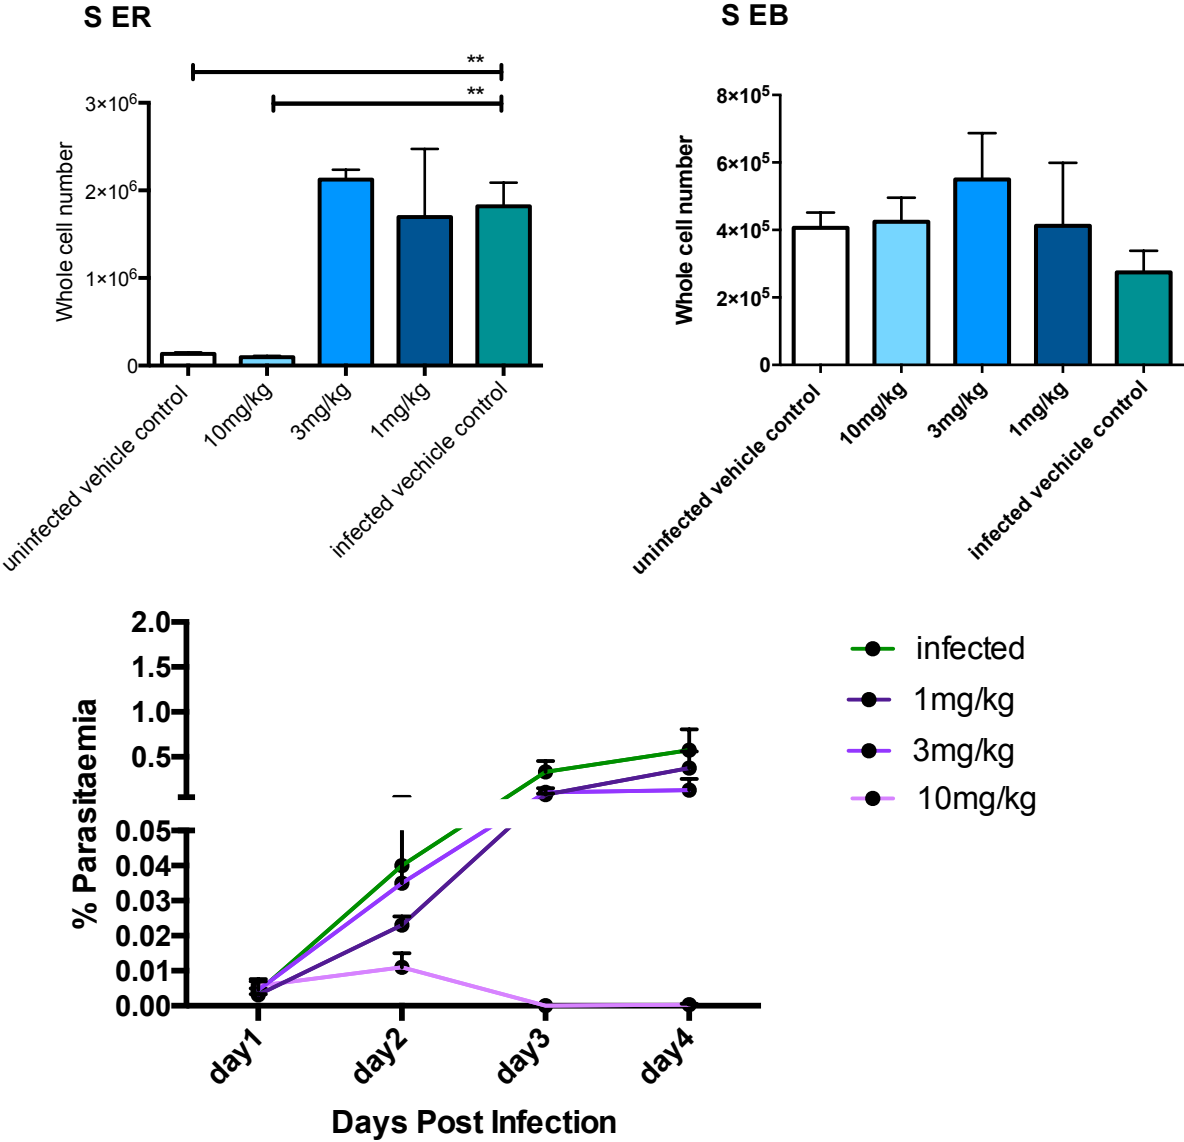 S ER
**
**
3×10⁶
2×10⁶
1×10⁶
0
Whole cell number
uninfected vehicle control
10mg/kg
3mg/kg
1mg/kg
infected vechicle control
S EB
8×10⁵
6×10⁵
4×10⁵
2×10⁵
0
Whole cell number
uninfected vehicle control
10mg/kg
3mg/kg
1mg/kg
infected vechicle control
2.0
1.5
1.0
0.5
0.05
0.04
0.03
0.02
0.01
0.00
% Parasitaemia
day1
day2
day3
day4
Days Post Infection
infected
1mg/kg
3mg/kg
10mg/kg